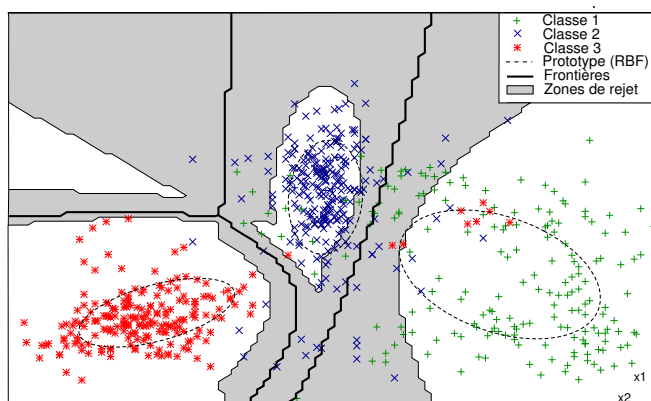 Classe 1
Classe 2
Classe 3
Prototype (RBF)
Frontières
Zones de rejet
x1
x2